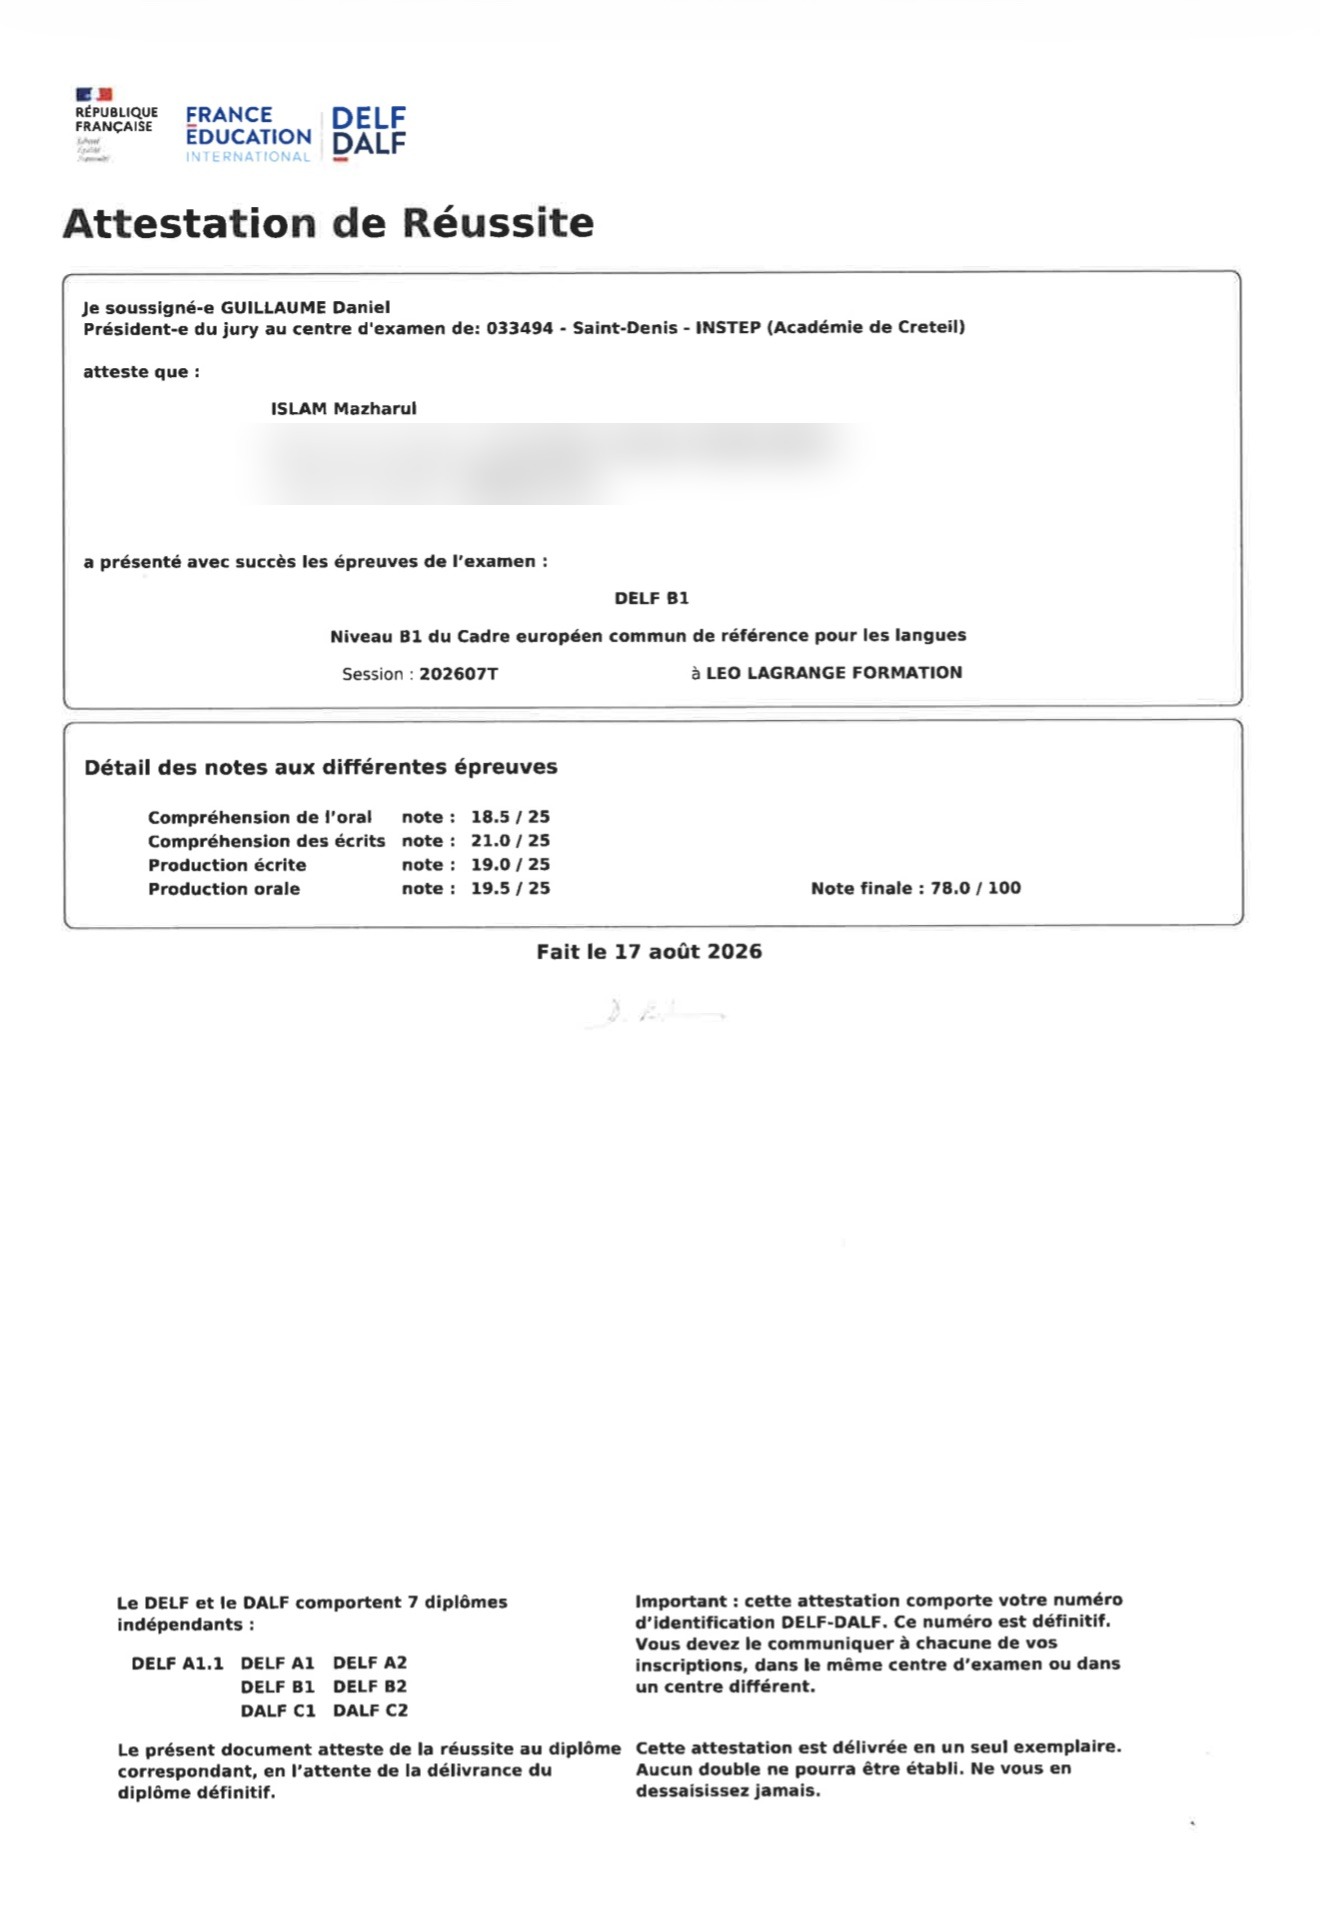 RÉPUBLIQUE
FRANÇAISE
Liberté
Égalité
Fraternité
FRANCE
ÉDUCATION
INTERNATIONAL
DELF
DALF
Attestation de Réussite
Je soussigné-e GUILLAUME Daniel
Président-e du jury au centre d'examen de: 033494 - Saint-Denis - INSTEP (Académie de Creteil)
atteste que :
ISLAM Mazharul
a présenté avec succès les épreuves de l'examen :
DELF B1
Niveau B1 du Cadre européen commun de référence pour les langues
Session : 202607T à LEO LAGRANGE FORMATION
Détail des notes aux différentes épreuves
Compréhension de l'oral note : 18.5 / 25
Compréhension des écrits note : 21.0 / 25
Production écrite note : 19.0 / 25
Production orale note : 19.5 / 25 Note finale : 78.0 / 100
Fait le 17 août 2026
Le DELF et le DALF comportent 7 diplômes
indépendants :
DELF A1.1 DELF A1 DELF A2
DELF B1 DELF B2
DALF C1 DALF C2
Le présent document atteste de la réussite au diplôme
correspondant, en l'attente de la délivrance du
diplôme définitif.
Important : cette attestation comporte votre numéro
d'identification DELF-DALF. Ce numéro est définitif.
Vous devez le communiquer à chacune de vos
inscriptions, dans le même centre d'examen ou dans
un centre différent.
Cette attestation est délivrée en un seul exemplaire.
Aucun double ne pourra être établi. Ne vous en
dessaisissez jamais.